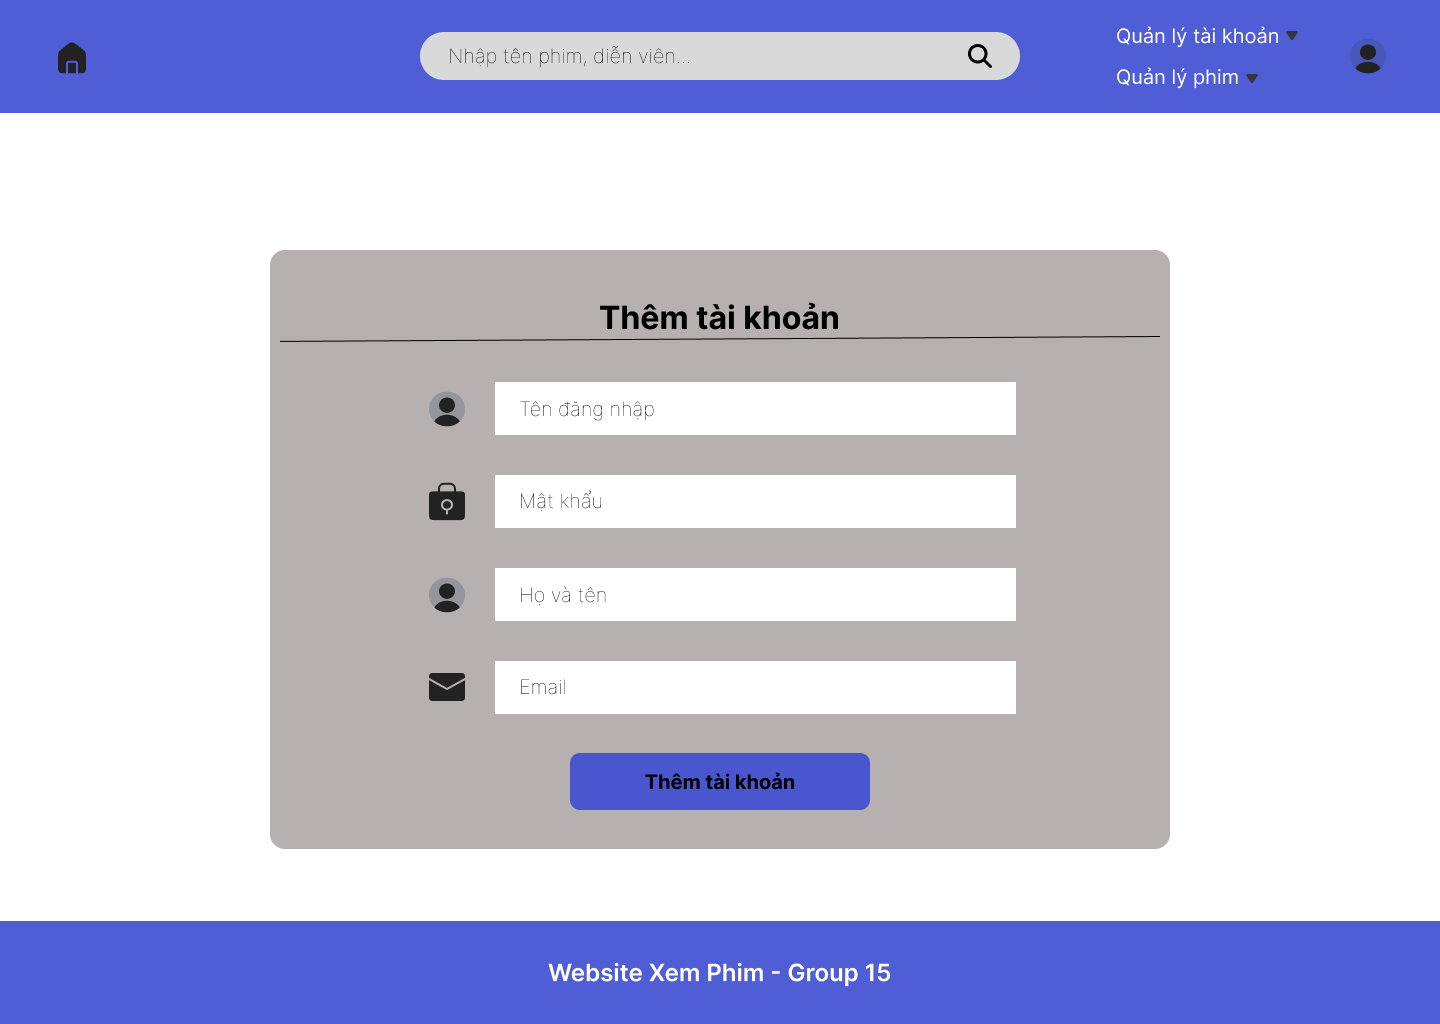 Nhập tên phim, diễn viên...
Quản lý tài khoản
Quản lý phim
Thêm tài khoản
Tên đăng nhập
Mật khẩu
Họ và tên
Email
Thêm tài khoản
Website Xem Phim - Group 15